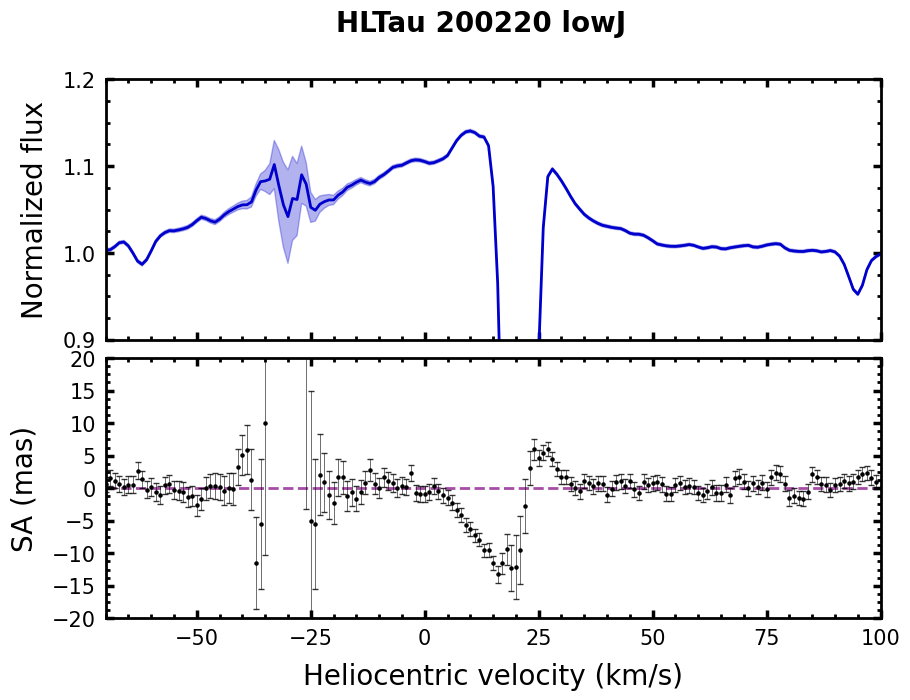 HLTau 200220 lowJ
Normalized flux
1.2
1.1
1.0
0.9
SA (mas)
20
15
10
5
0
−5
−10
−15
−20
−50 −25 0 25 50 75 100
Heliocentric velocity (km/s)